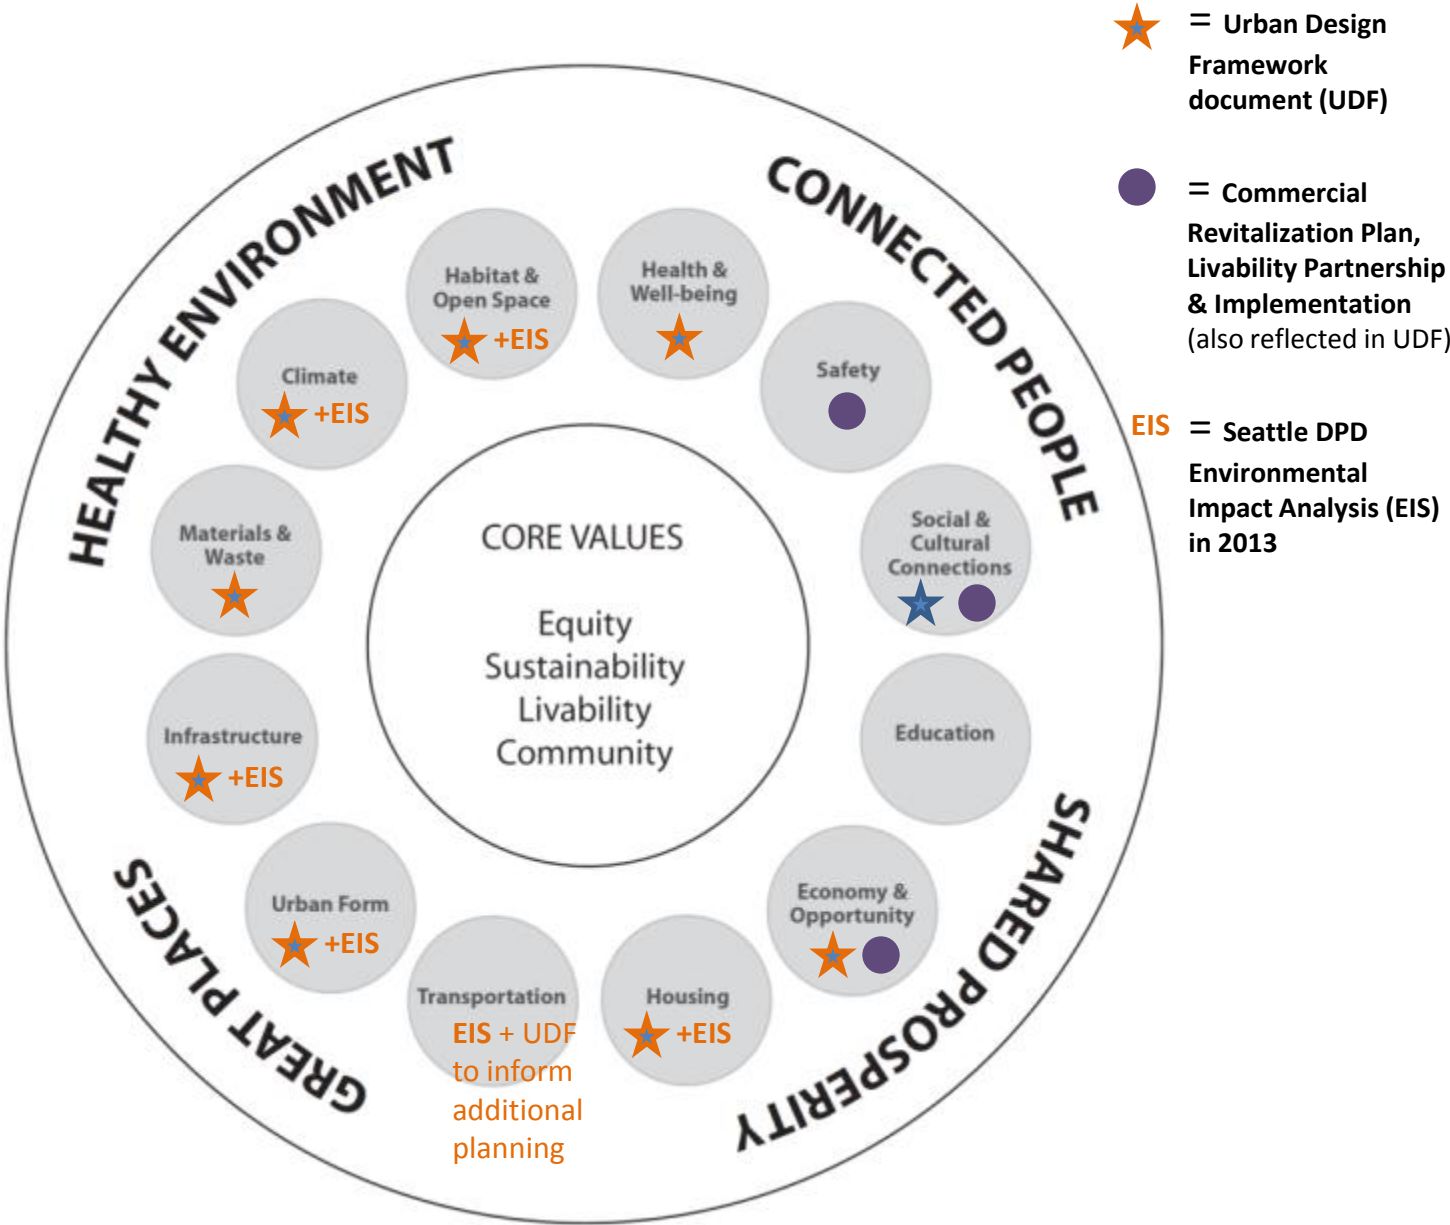 = Urban Design
Framework
document (UDF)
= Commercial
Revitalization Plan,
Livability Partnership
& Implementation
(also reflected in UDF)
EIS = Seattle DPD
Environmental
Impact Analysis (EIS)
in 2013
HEALTHY ENVIRONMENT
CONNECTED PEOPLE
SHARED PROSPERITY
GREAT PLACES
Habitat &
Open Space
+EIS
Health &
Well-being
Safety
Social &
Cultural
Connections
Education
Economy &
Opportunity
Housing
+EIS
Transportation
EIS + UDF
to inform
additional
planning
Urban Form
+EIS
Infrastructure
+EIS
Materials &
Waste
Climate
+EIS
CORE VALUES
Equity
Sustainability
Livability
Community